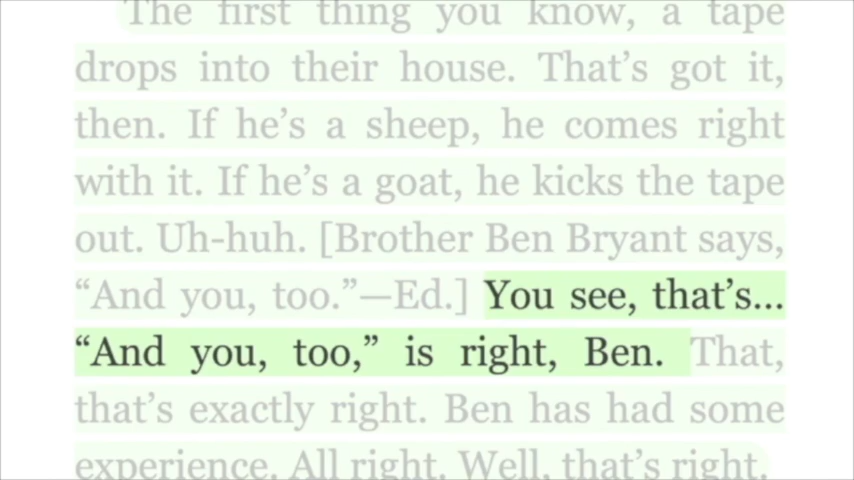 The first thing you know, a tape
drops into their house. That’s got it,
then. If he’s a sheep, he comes right
with it. If he’s a goat, he kicks the tape
out. Uh-huh. [Brother Ben Bryant says,
“And you, too.”—Ed.] You see, that’s...
“And you, too,” is right, Ben. That,
that’s exactly right. Ben has had some
experience. All right. Well, that’s right.